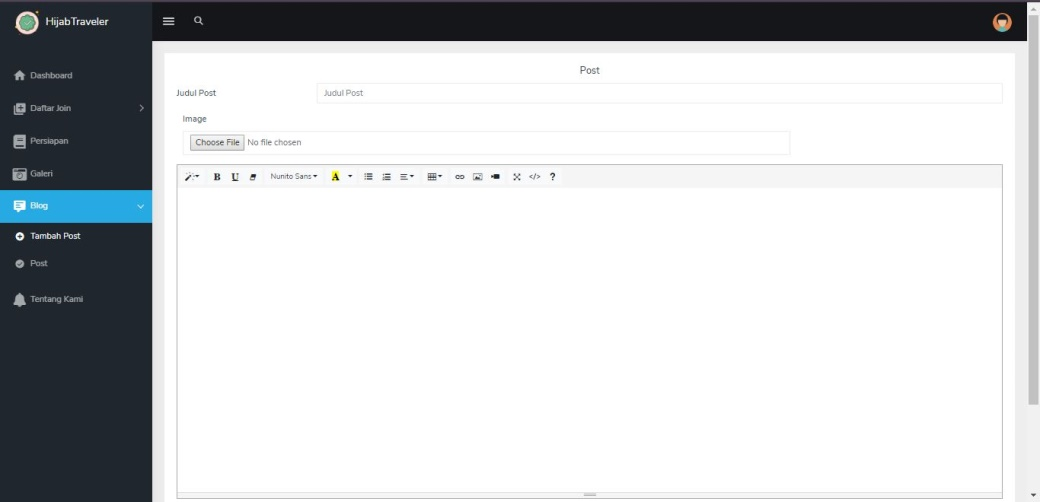 HijabTraveler
Dashboard
Daftar Join
Persiapan
Galeri
Blog
Tambah Post
Post
Tentang Kami
Post
Judul Post
Judul Post
Image
Choose File No file chosen
B U Nunito Sans A </> ?